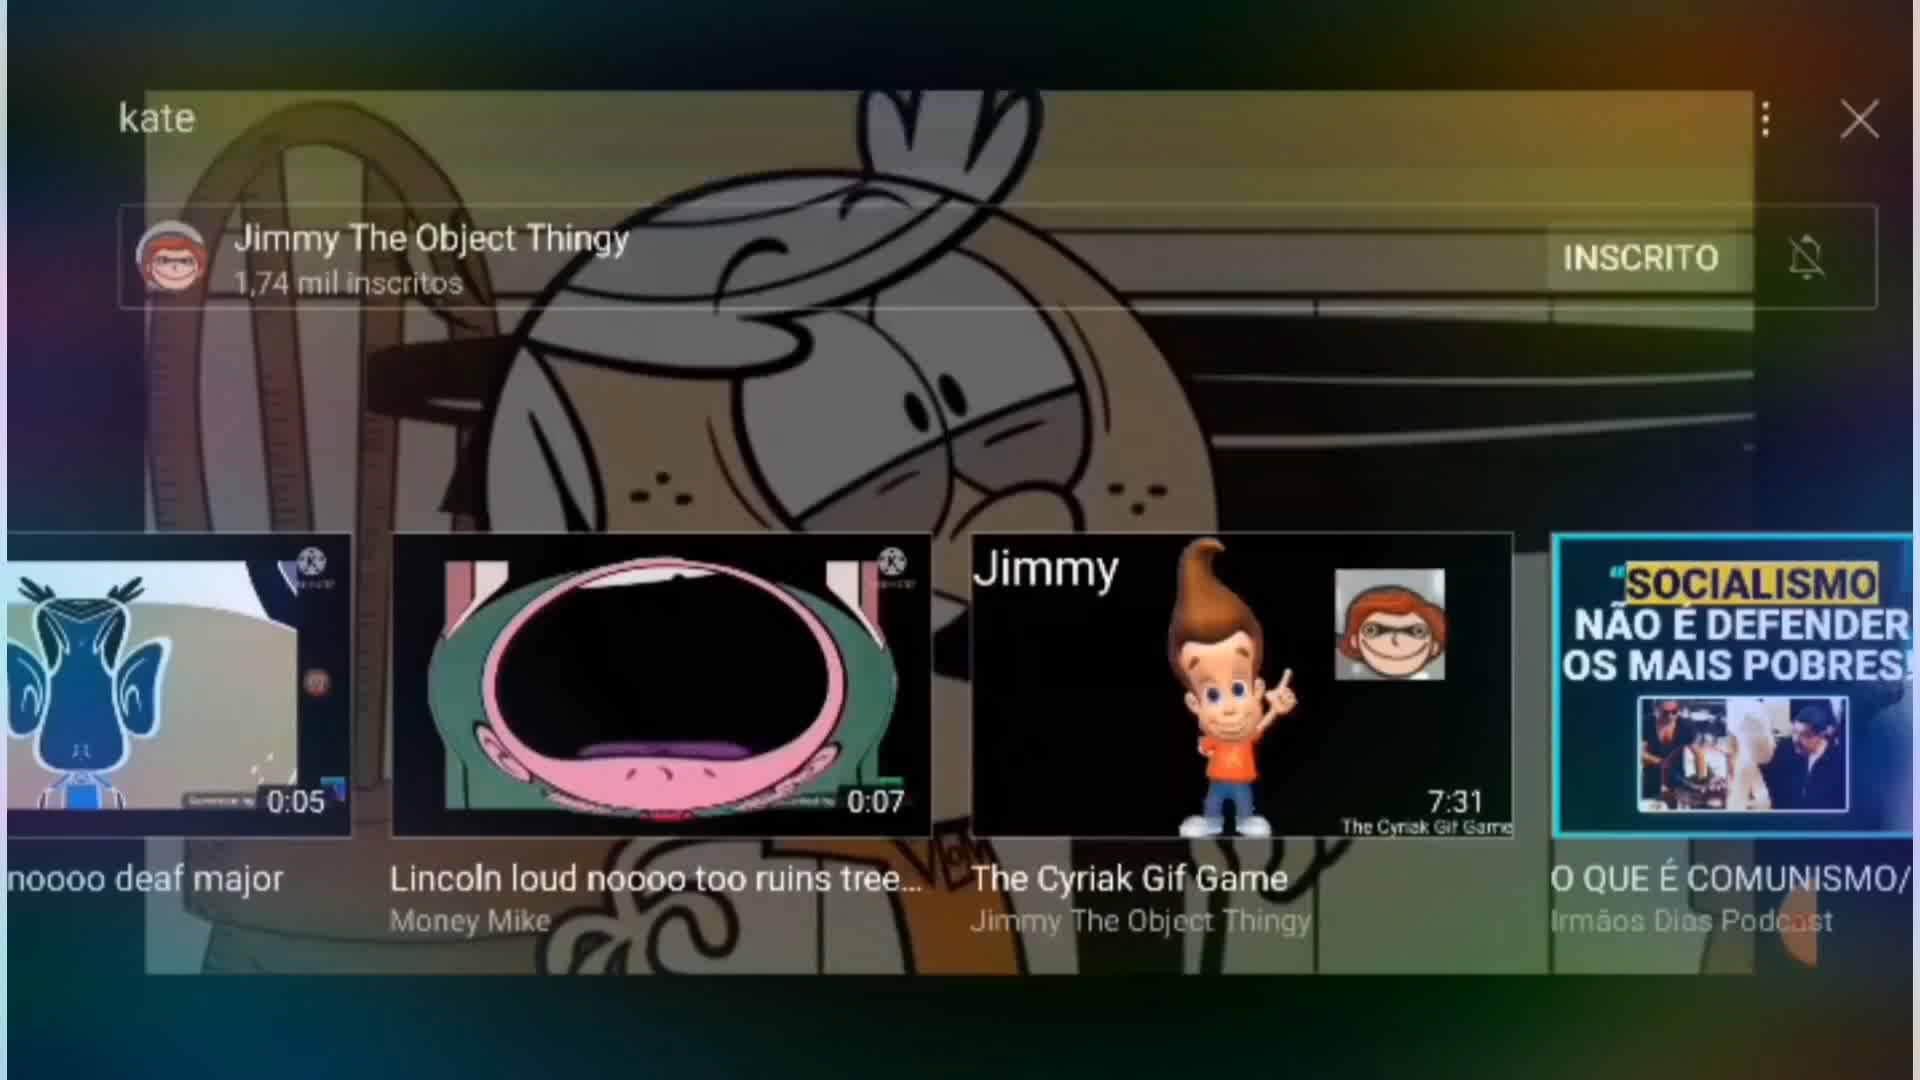 kate
Jimmy The Object Thingy
1,74 mil inscritos
INSCRITO
0:05
noooo deaf major
0:07
Lincoln loud noooo too ruins tree...
Money Mike
Jimmy
7:31
The Cyriak Gif Game
The Cyriak Gif Game
Jimmy The Object Thingy
“SOCIALISMO
NÃO É DEFENDER
OS MAIS POBRES!
O QUE É COMUNISMO/
Irmãos Dias Podcast